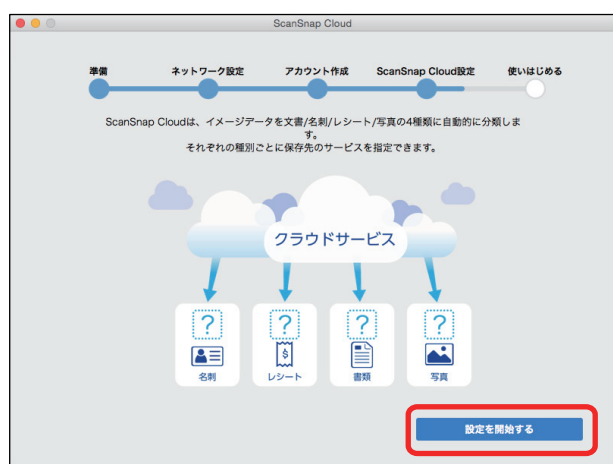 ScanSnap Cloud
準備
ネットワーク設定
アカウント作成
ScanSnap Cloud設定
使いはじめる
ScanSnap Cloudは、イメージデータを文書/名刺/レシート/写真の4種類に自動的に分類しま
す。
それぞれの種別ごとに保存先のサービスを指定できます。
クラウドサービス
?
?
?
?
$
名刺
レシート
書類
写真
設定を開始する